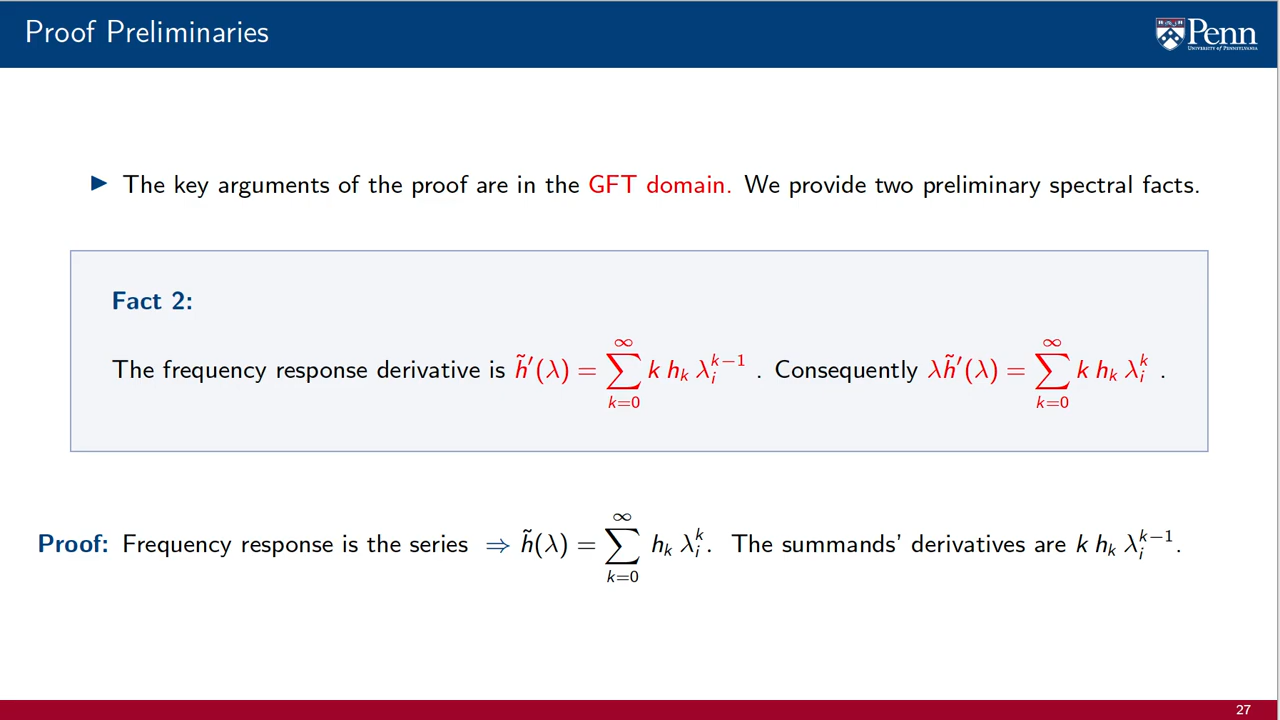 Proof Preliminaries
Penn
UNIVERSITY of PENNSYLVANIA
▶ The key arguments of the proof are in the GFT domain. We provide two preliminary spectral facts.
Fact 2:
The frequency response derivative is h̃′(λ) = ∑_{k=0}^{∞} k h_k λ_i^{k−1} . Consequently λh̃′(λ) = ∑_{k=0}^{∞} k h_k λ_i^k .
Proof: Frequency response is the series ⇒ h̃(λ) = ∑_{k=0}^{∞} h_k λ_i^k. The summands’ derivatives are k h_k λ_i^{k−1}.
27